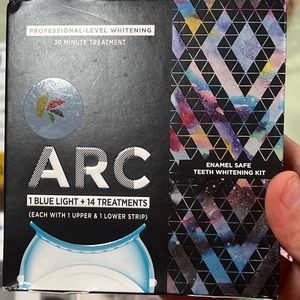 PROFESSIONAL-LEVEL WHITENING
30 MINUTE TREATMENT
ARC
1 BLUE LIGHT + 14 TREATMENTS
(EACH WITH 1 UPPER & 1 LOWER STRIP)
ENAMEL SAFE
TEETH WHITENING KIT